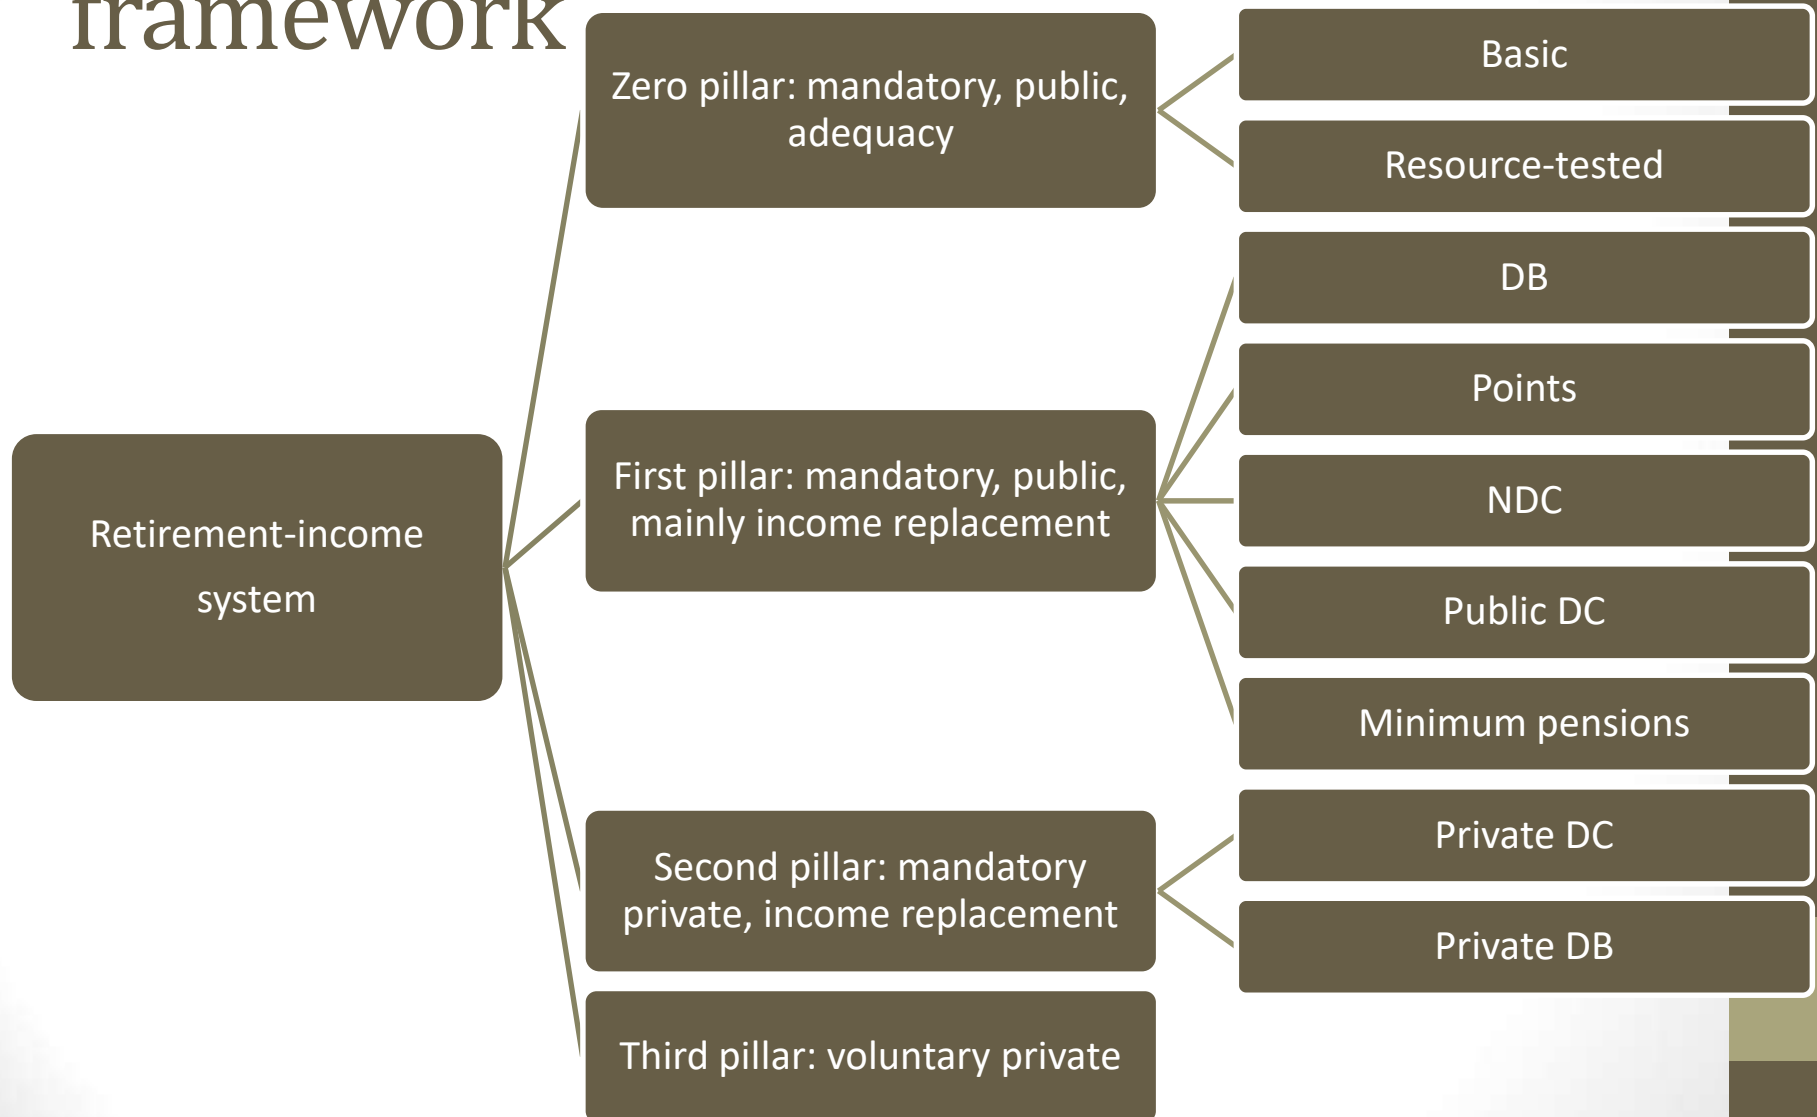 framework
Retirement-income
system
Zero pillar: mandatory, public,
adequacy
Basic
Resource-tested
First pillar: mandatory, public,
mainly income replacement
DB
Points
NDC
Public DC
Minimum pensions
Second pillar: mandatory
private, income replacement
Private DC
Private DB
Third pillar: voluntary private